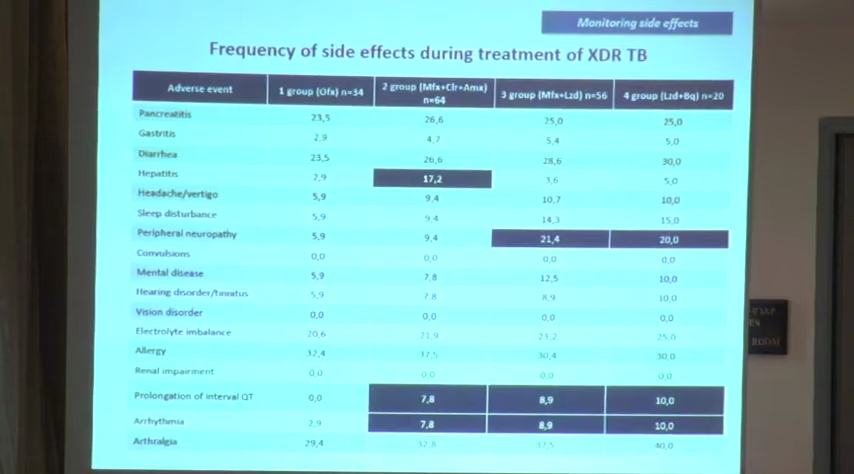 Monitoring side effects
Frequency of side effects during treatment of XDR TB
Adverse event 1 group (Ofx) n=34 2 group (Mfx+Clr+Amx) n=64 3 group (Mfx+Lzd) n=56 4 group (Lzd+Bq) n=20
Pancreatitis 23,5 26,6 25,0 25,0
Gastritis 2,9 4,7 5,4 5,0
Diarrhea 23,5 26,6 28,6 30,0
Hepatitis 2,9 17,2 3,6 5,0
Headache/vertigo 5,9 9,4 10,7 10,0
Sleep disturbance 5,9 9,4 14,3 15,0
Peripheral neuropathy 5,9 9,4 21,4 20,0
Convulsions 0,0 0,0 0,0 0,0
Mental disease 5,9 7,8 12,5 10,0
Hearing disorder/tinnatus 5,9 7,8 8,9 10,0
Vision disorder 0,0 0,0 0,0 0,0
Electrolyte imbalance 20,6 21,9 23,2 25,0
Allergy 32,4 37,5 30,4 30,0
Renal impairment 0,0 0,0 0,0 0,0
Prolongation of interval QT 0,0 7,8 8,9 10,0
Arrhythmia 2,9 7,8 8,9 10,0
Arthralgia 29,4 32,8 37,5 40,0
ROOM